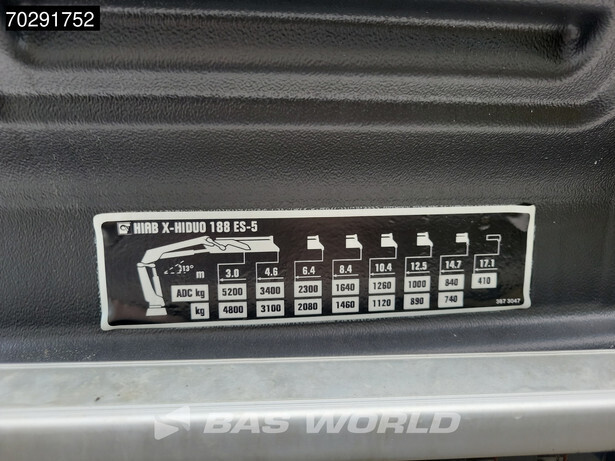 70291752
HIAB X-HIDUO 188 ES-5
13° m 3.0 4.6 6.4 8.4 10.4 12.5 14.7 17.1
ADC kg 5200 3400 2300 1640 1260 1000 840 410
kg 4800 3100 2080 1460 1120 890 740
357 3047
BAS WORLD